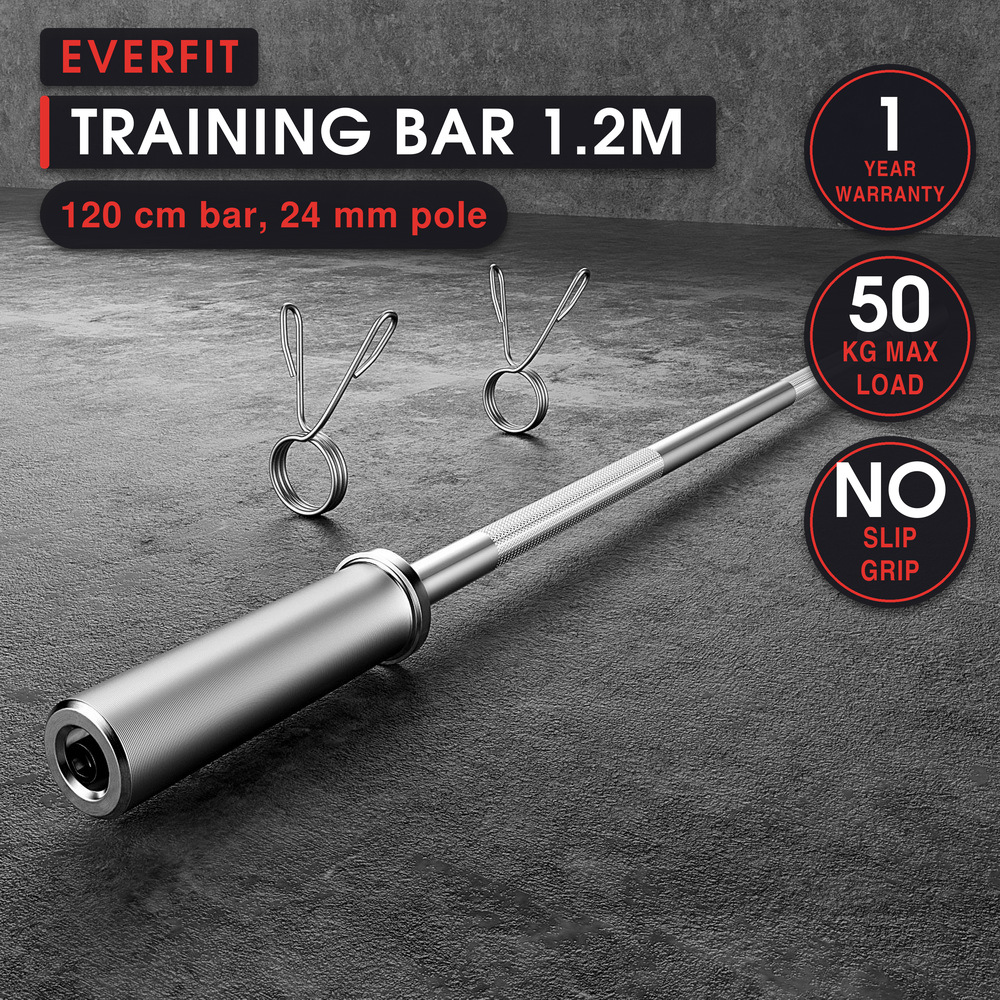 EVERFIT
TRAINING BAR 1.2M
120 cm bar, 24 mm pole
1
YEAR
WARRANTY
50
KG MAX
LOAD
NO
SLIP
GRIP